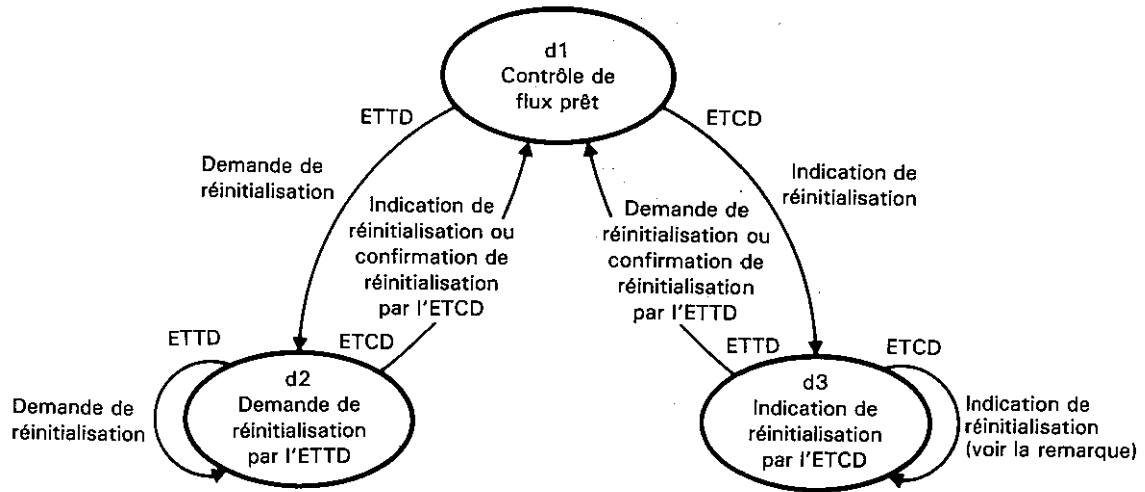 d1
Contrôle de
flux prêt
ETTD
ETCD
Demande de
réinitialisation
Indication de
réinitialisation
Indication de
réinitialisation ou
confirmation de
réinitialisation
par l'ETCD
Demande de
réinitialisation ou
confirmation de
réinitialisation
par l'ETTD
ETTD
ETCD
ETTD
ETCD
d2
Demande de
réinitialisation
par l'ETTD
d3
Indication de
réinitialisation
par l'ETCD
Demande de
réinitialisation
Indication de
réinitialisation
(voir la remarque)